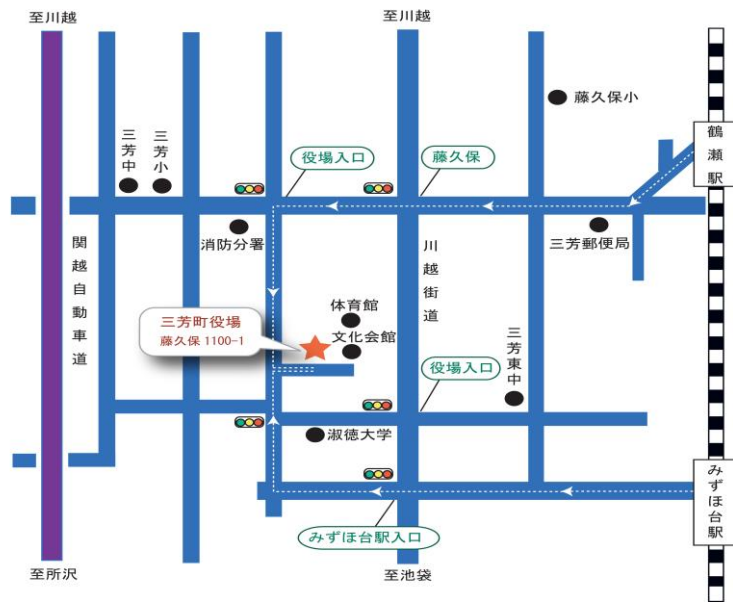 至川越
至川越
藤久保小
鶴瀬駅
三芳中
三芳小
役場入口
藤久保
消防分署
三芳郵便局
関越自動車道
川越街道
体育館
三芳町役場
藤久保 1100-1
文化会館
三芳東中
役場入口
淑徳大学
みずほ台駅
みずほ台駅入口
至所沢
至池袋